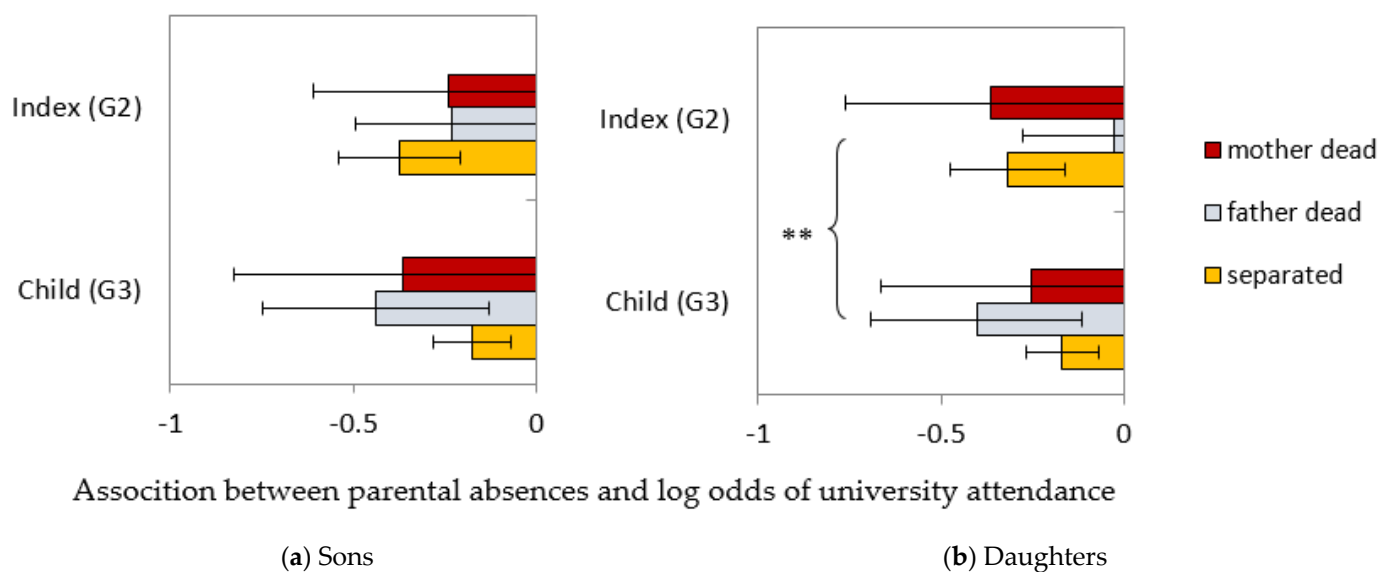 Index (G2)
Child (G3)
-1 -0.5 0
Index (G2)
**
Child (G3)
-1 -0.5 0
mother dead
father dead
separated
Assocition between parental absences and log odds of university attendance
(a) Sons
(b) Daughters